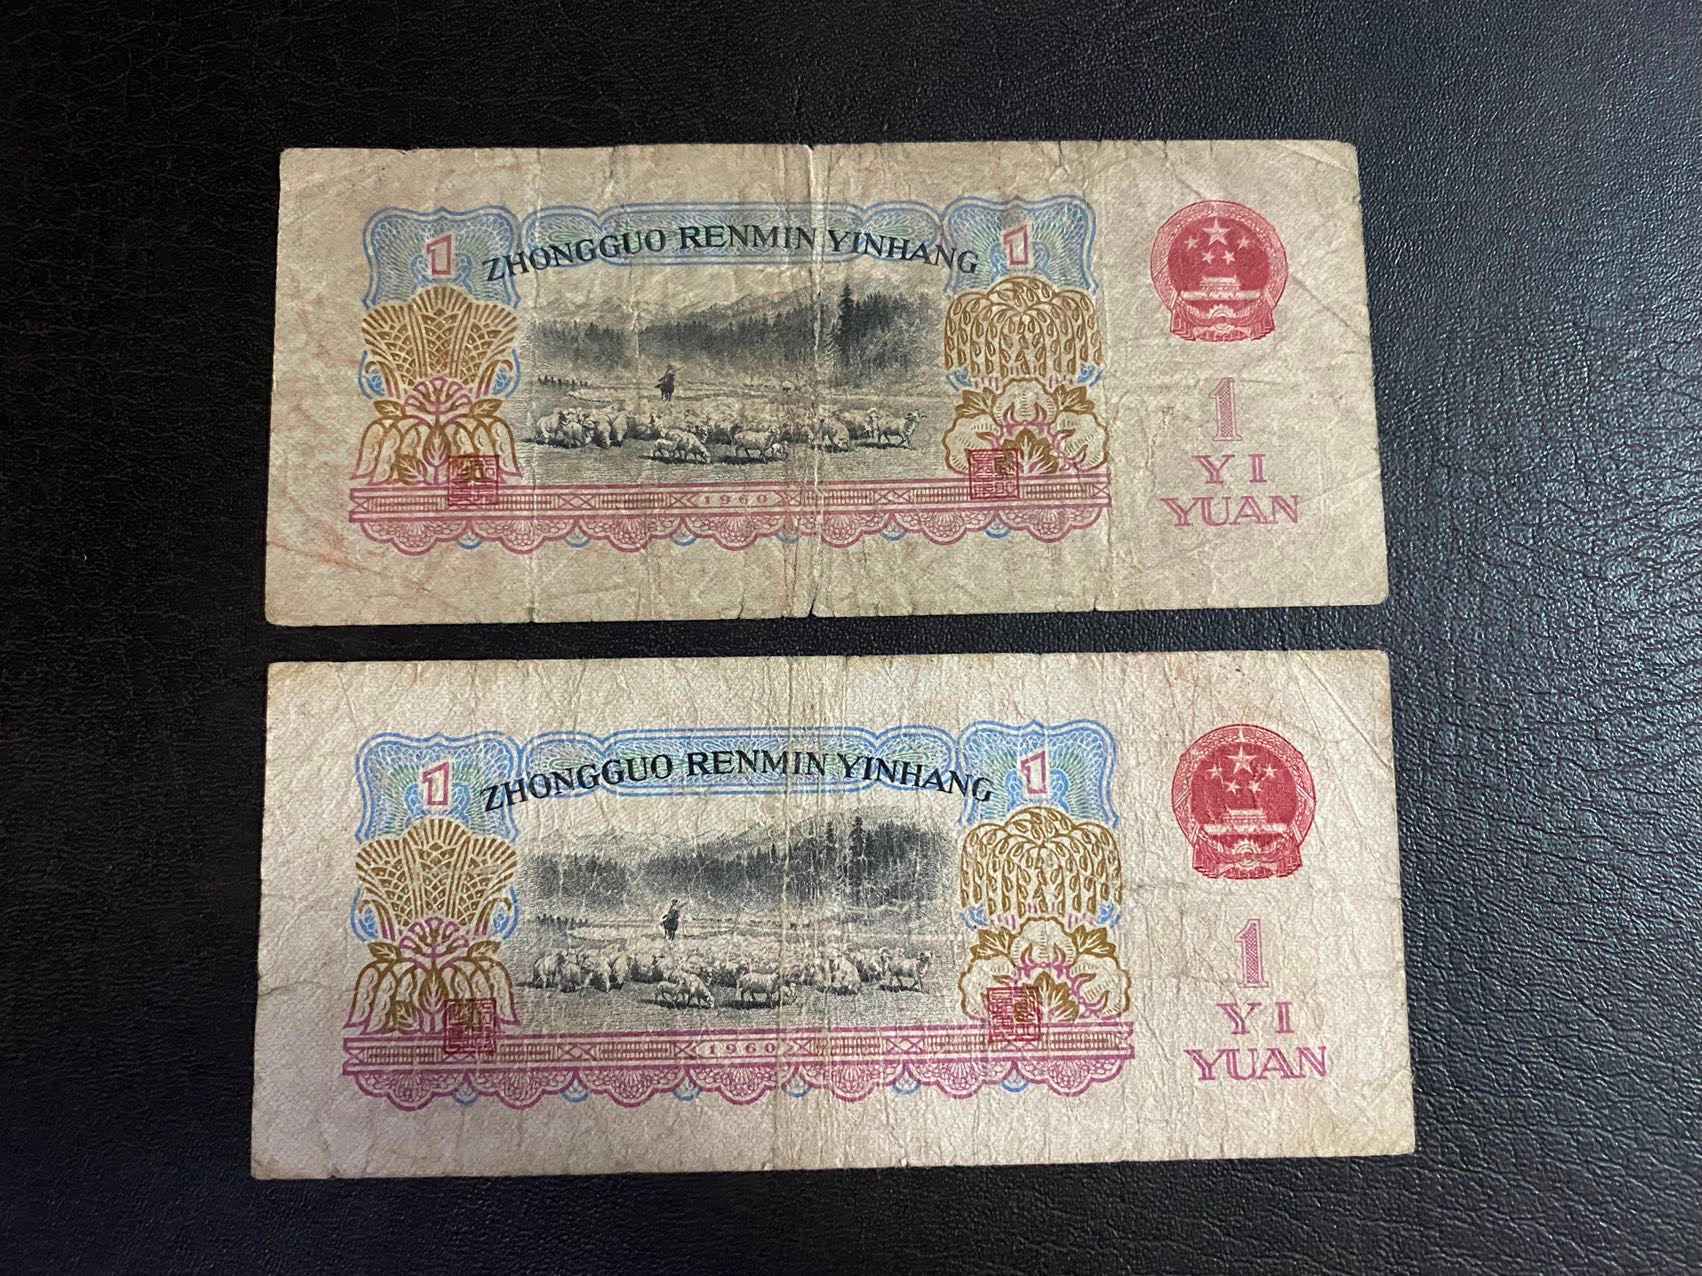 1 ZHONGGUO RENMIN YINHANG 1
1
YI
YUAN
1960
1 ZHONGGUO RENMIN YINHANG 1
1
YI
YUAN
1960